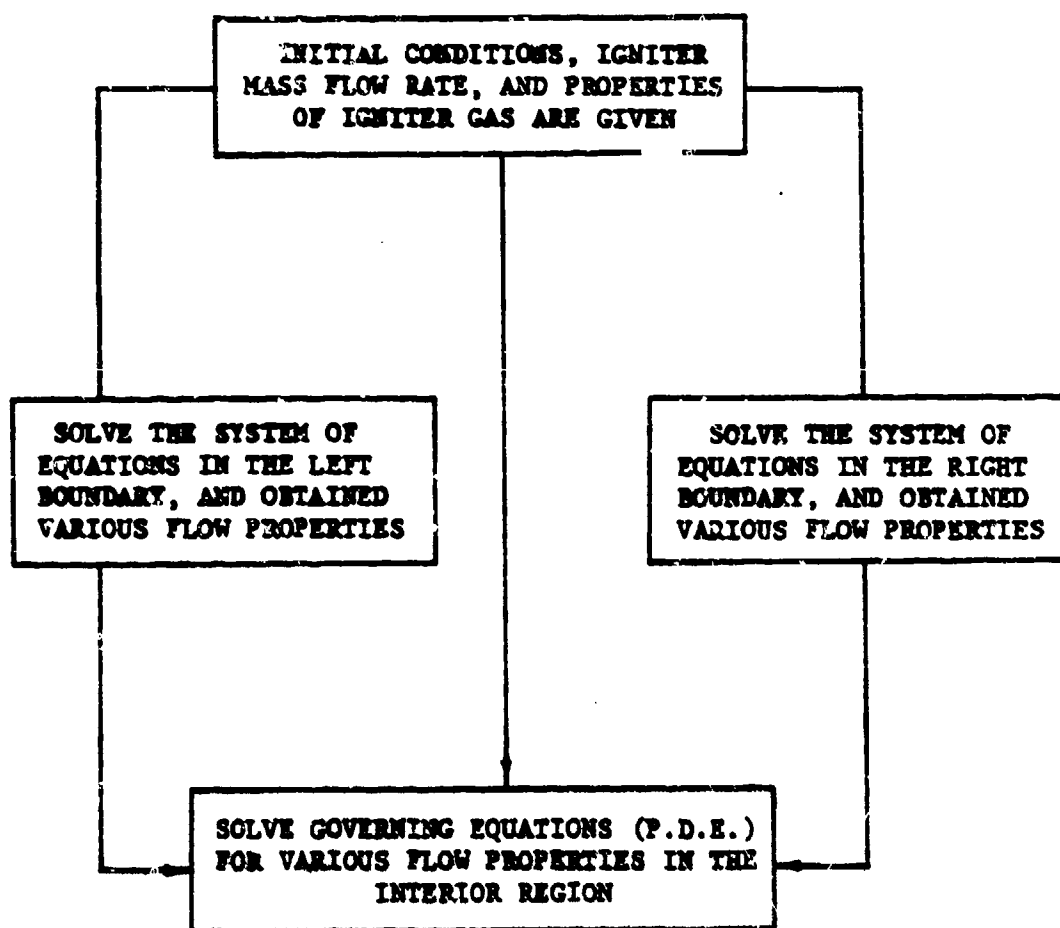 INITIAL CONDITIONS, IGNITER
MASS FLOW RATE, AND PROPERTIES
OF IGNITER GAS ARE GIVEN
SOLVE THE SYSTEM OF
EQUATIONS IN THE LEFT
BOUNDARY, AND OBTAINED
VARIOUS FLOW PROPERTIES
SOLVE THE SYSTEM OF
EQUATIONS IN THE RIGHT
BOUNDARY, AND OBTAINED
VARIOUS FLOW PROPERTIES
SOLVE GOVERNING EQUATIONS (P.D.E.)
FOR VARIOUS FLOW PROPERTIES IN THE
INTERIOR REGION